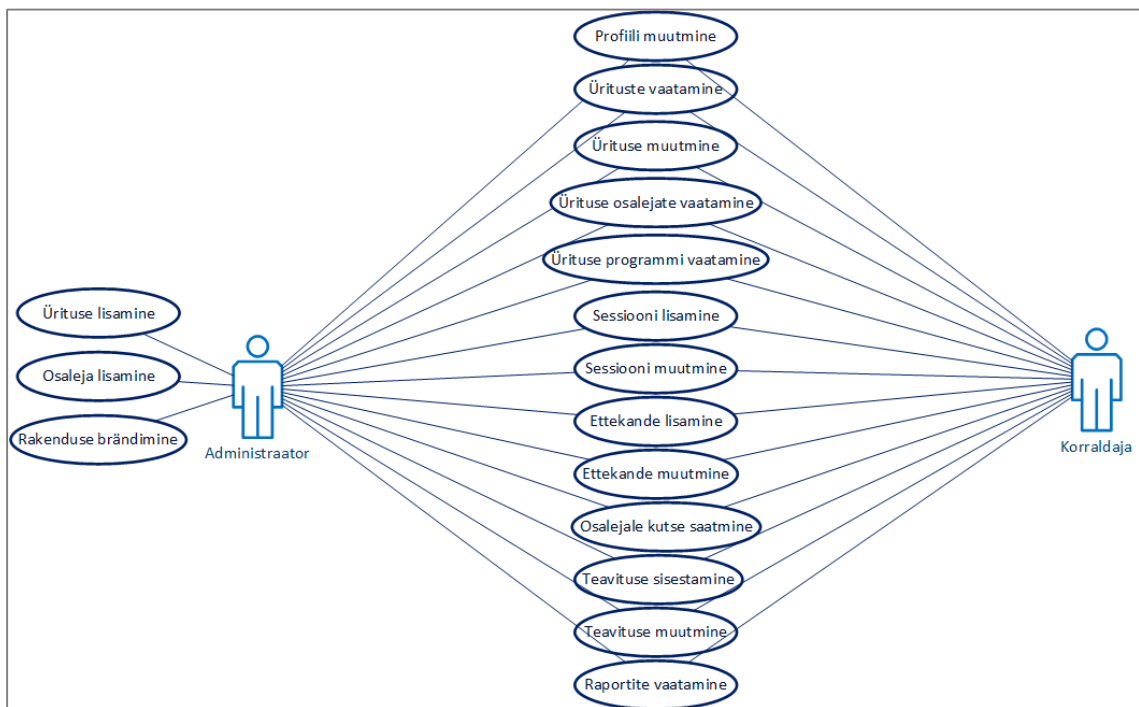 Profiili muutmine
Ürituste vaatamine
Ürituse muutmine
Ürituse osalejate vaatamine
Ürituse programmi vaatamine
Sessiooni lisamine
Sessiooni muutmine
Ettekande lisamine
Ettekande muutmine
Osalejale kutse saatmine
Teavituse sisestamine
Teavituse muutmine
Raportite vaatamine
Ürituse lisamine
Osaleja lisamine
Rakenduse brändimine
Administraator
Korraldaja